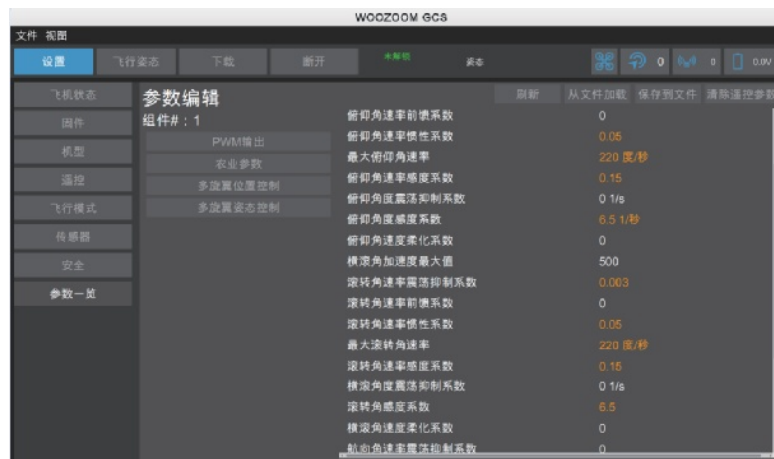 WOOZOOM GCS
文件 视图
设置 飞行姿态 下载 断开 未解锁 姿态 0 0 0.0V
飞机状态
固件
机型
遥控
飞行模式
传感器
安全
参数一览
参数编辑
组件#：1
刷新 从文件加载 保存到文件 清除遥控参数
PWM输出
农业参数
多旋翼位置控制
多旋翼姿态控制
俯仰角速率前馈系数 0
俯仰角速率惯性系数 0.05
最大俯仰角速率 220 度/秒
俯仰角速率感度系数 0.15
俯仰角度震荡抑制系数 0 1/s
俯仰角度感度系数 6.5 1/秒
俯仰角速度柔化系数 0
横滚角加速度最大值 500
滚转角速率震荡抑制系数 0.003
滚转角速率前馈系数 0
滚转角速率惯性系数 0.05
最大滚转角速率 220 度/秒
滚转角速率感度系数 0.15
横滚角度震荡抑制系数 0 1/s
滚转角感度系数 6.5
横滚角速度柔化系数 0
航向角速率震荡抑制系数 0